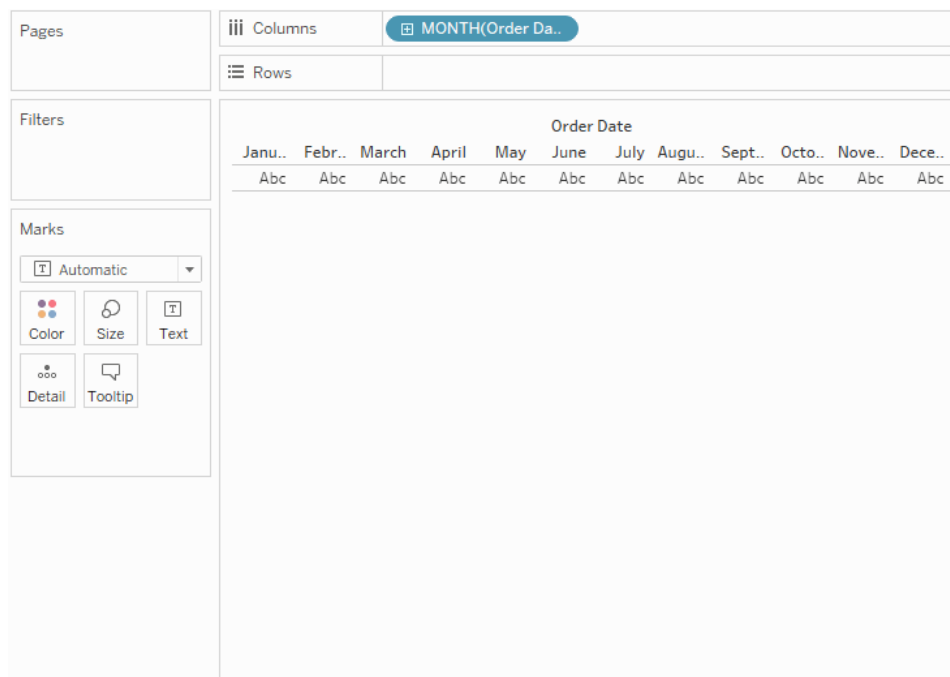 Pages
Columns
MONTH(Order Da..
Rows
Filters
Order Date
Janu.. Febr.. March April May June July Augu.. Sept.. Octo.. Nove.. Dece..
Abc Abc Abc Abc Abc Abc Abc Abc Abc Abc Abc Abc
Marks
T Automatic
T
Color Size Text
Detail Tooltip